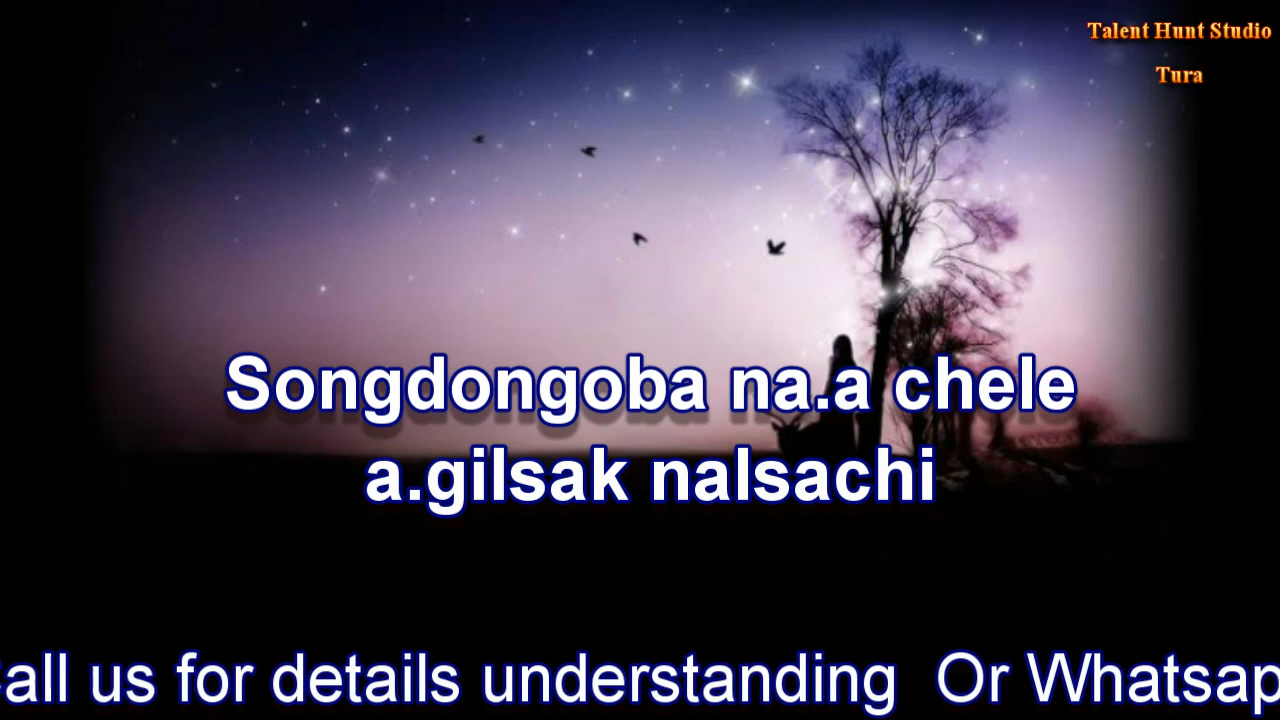 Talent Hunt Studio
Tura
Songdongoba na.a chele
a.gilsak nalsachi
all us for details understanding  Or Whatsap